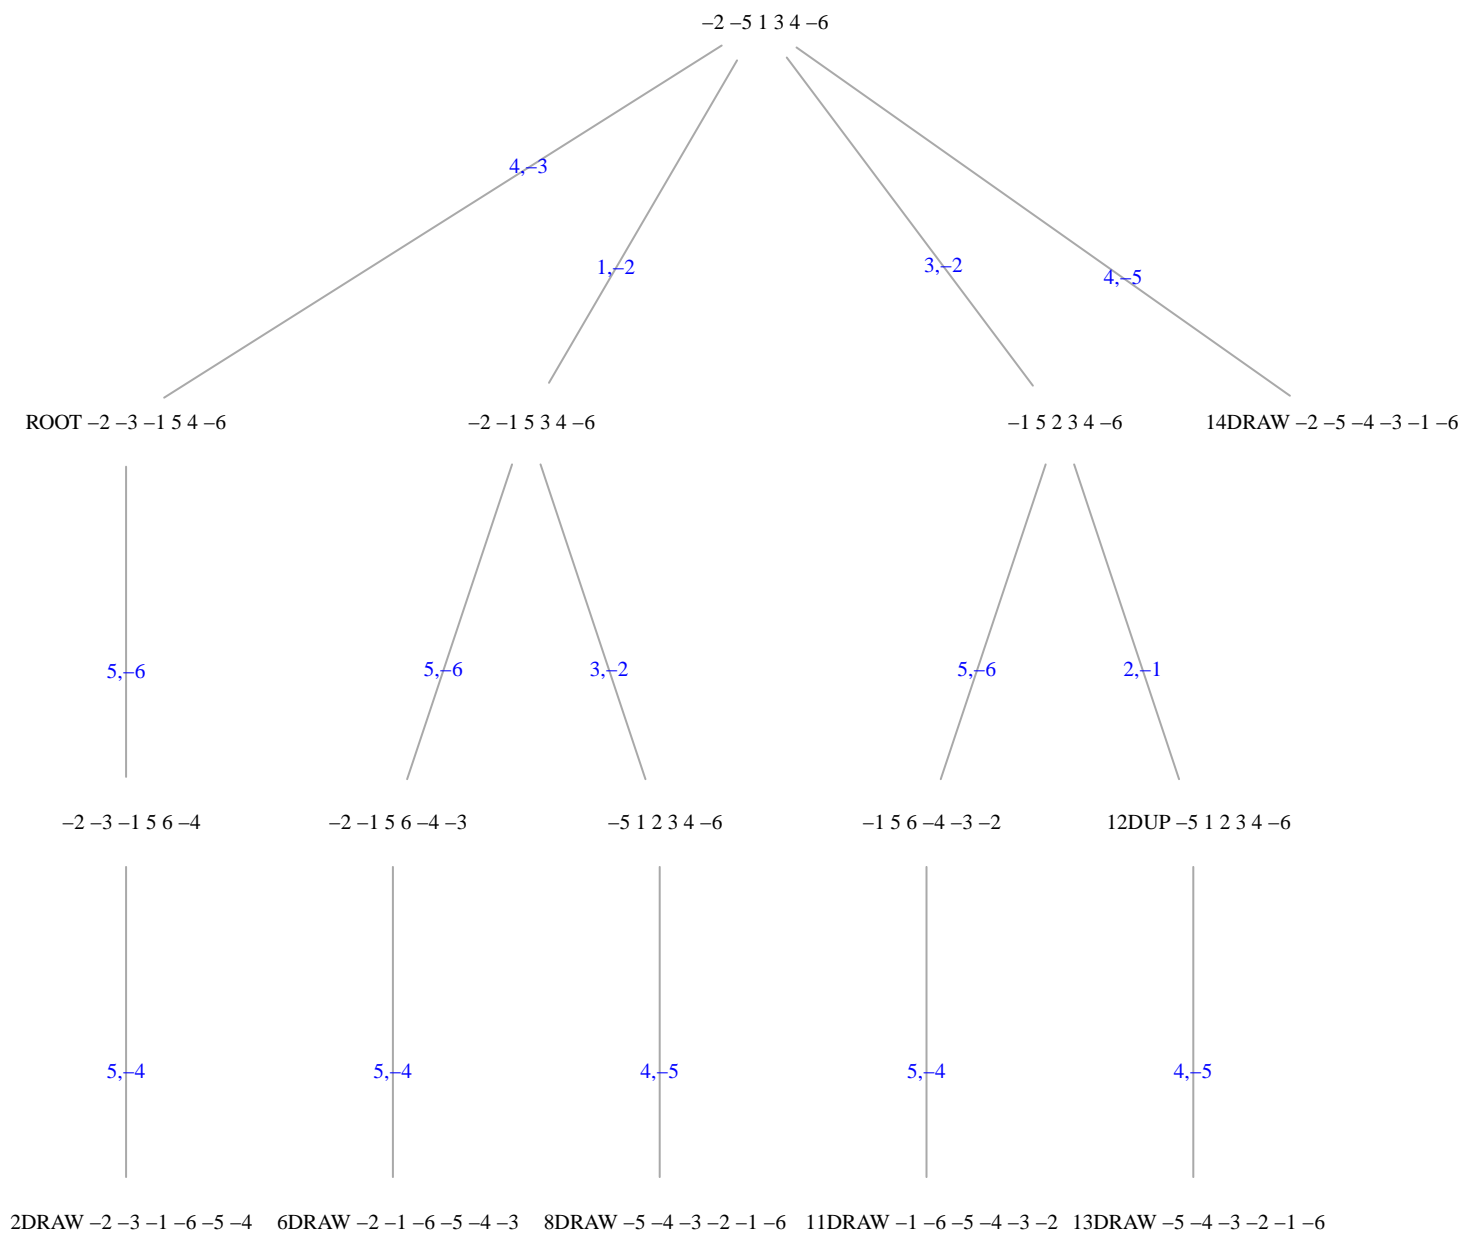 –2 –5 1 3 4 –6
4,–3
1,–2
3,–2
4,–5
ROOT –2 –3 –1 5 4 –6
–2 –1 5 3 4 –6
–1 5 2 3 4 –6
14DRAW –2 –5 –4 –3 –1 –6
5,–6
5,–6
3,–2
5,–6
2,–1
–2 –3 –1 5 6 –4
–2 –1 5 6 –4 –3
–5 1 2 3 4 –6
–1 5 6 –4 –3 –2
12DUP –5 1 2 3 4 –6
5,–4
5,–4
4,–5
5,–4
4,–5
2DRAW –2 –3 –1 –6 –5 –4
6DRAW –2 –1 –6 –5 –4 –3
8DRAW –5 –4 –3 –2 –1 –6
11DRAW –1 –6 –5 –4 –3 –2
13DRAW –5 –4 –3 –2 –1 –6